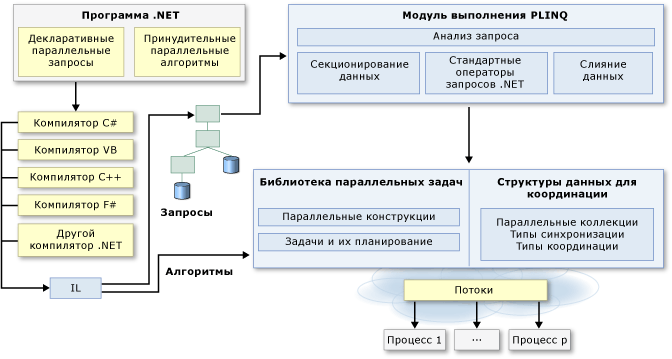 Программа .NET
Декларативные
параллельные
запросы
Принудительные
параллельные
алгоритмы
Модуль выполнения PLINQ
Анализ запроса
Секционирование
данных
Стандартные
операторы
запросов .NET
Слияние
данных
Компилятор C#
Компилятор VB
Компилятор C++
Компилятор F#
Другой
компилятор .NET
IL
Запросы
Алгоритмы
Библиотека параллельных задач
Параллельные конструкции
Задачи и их планирование
Структуры данных для
координации
Параллельные коллекции
Типы синхронизации
Типы координации
Потоки
Процесс 1
...
Процесс p